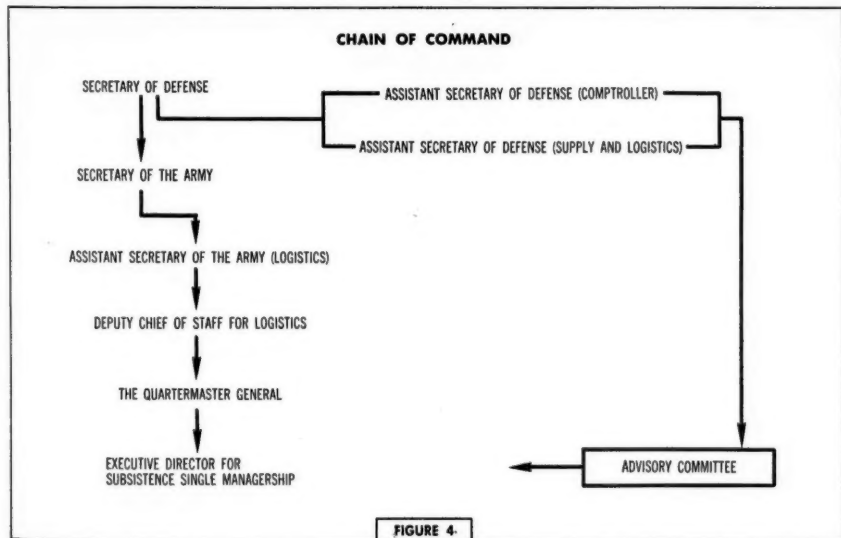 CHAIN OF COMMAND
SECRETARY OF DEFENSE
ASSISTANT SECRETARY OF DEFENSE (COMPTROLLER)
ASSISTANT SECRETARY OF DEFENSE (SUPPLY AND LOGISTICS)
SECRETARY OF THE ARMY
ASSISTANT SECRETARY OF THE ARMY (LOGISTICS)
DEPUTY CHIEF OF STAFF FOR LOGISTICS
THE QUARTERMASTER GENERAL
EXECUTIVE DIRECTOR FOR
SUBSISTENCE SINGLE MANAGERSHIP
ADVISORY COMMITTEE
FIGURE 4